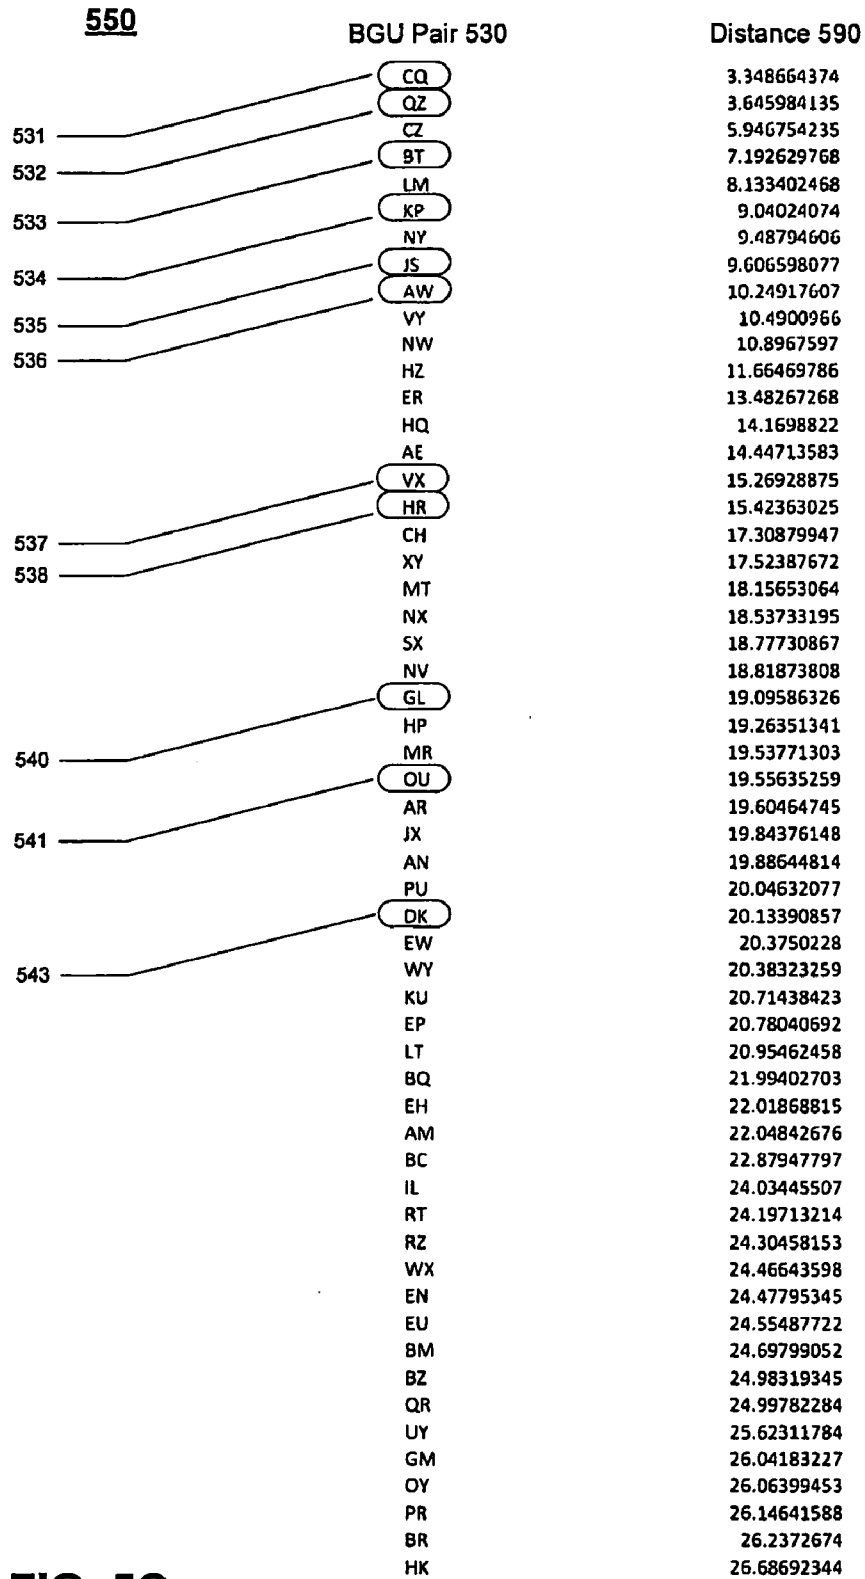 550 BGU Pair 530 Distance 590
CQ 3.348664374
QZ 3.645984135
531 CZ 5.946754235
532 BT 7.192629768
LM 8.133402468
533 KP 9.04024074
NY 9.48794606
534 JS 9.606598077
AW 10.24917607
535 VY 10.4900966
536 NW 10.8967597
HZ 11.66469786
ER 13.48267268
HQ 14.1698822
AE 14.44713583
VX 15.26928875
HR 15.42363025
537 CH 17.30879947
538 XY 17.52387672
MT 18.15653064
NX 18.53733195
SX 18.77730867
NV 18.81873808
GL 19.09586326
HP 19.26351341
540 MR 19.53771303
OU 19.55635259
AR 19.60464745
541 JX 19.84376148
AN 19.88644814
PU 20.04632077
DK 20.13390857
EW 20.3750228
543 WY 20.38323259
KU 20.71438423
EP 20.78040692
LT 20.95462458
BQ 21.99402703
EH 22.01868815
AM 22.04842676
BC 22.87947797
IL 24.03445507
RT 24.19713214
RZ 24.30458153
WX 24.46643598
EN 24.47795345
EU 24.55487722
BM 24.69799052
BZ 24.98319345
QR 24.99782284
UY 25.62311784
GM 26.04183227
OY 26.06399453
PR 26.14641588
BR 26.2372674
HK 26.68692344